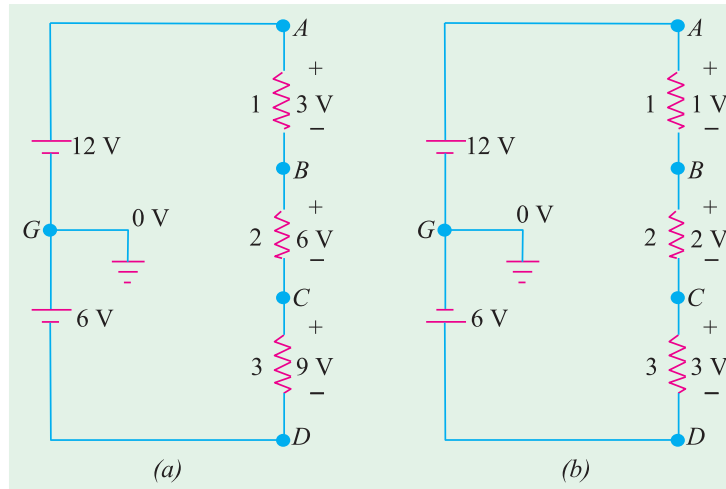 A
+
1 3 V
−
12 V
B
+
0 V
G
2 6 V
−
C
6 V
+
3 9 V
−
D
(a)
A
+
1 1 V
−
12 V
B
+
0 V
G
2 2 V
−
C
6 V
+
3 3 V
−
D
(b)